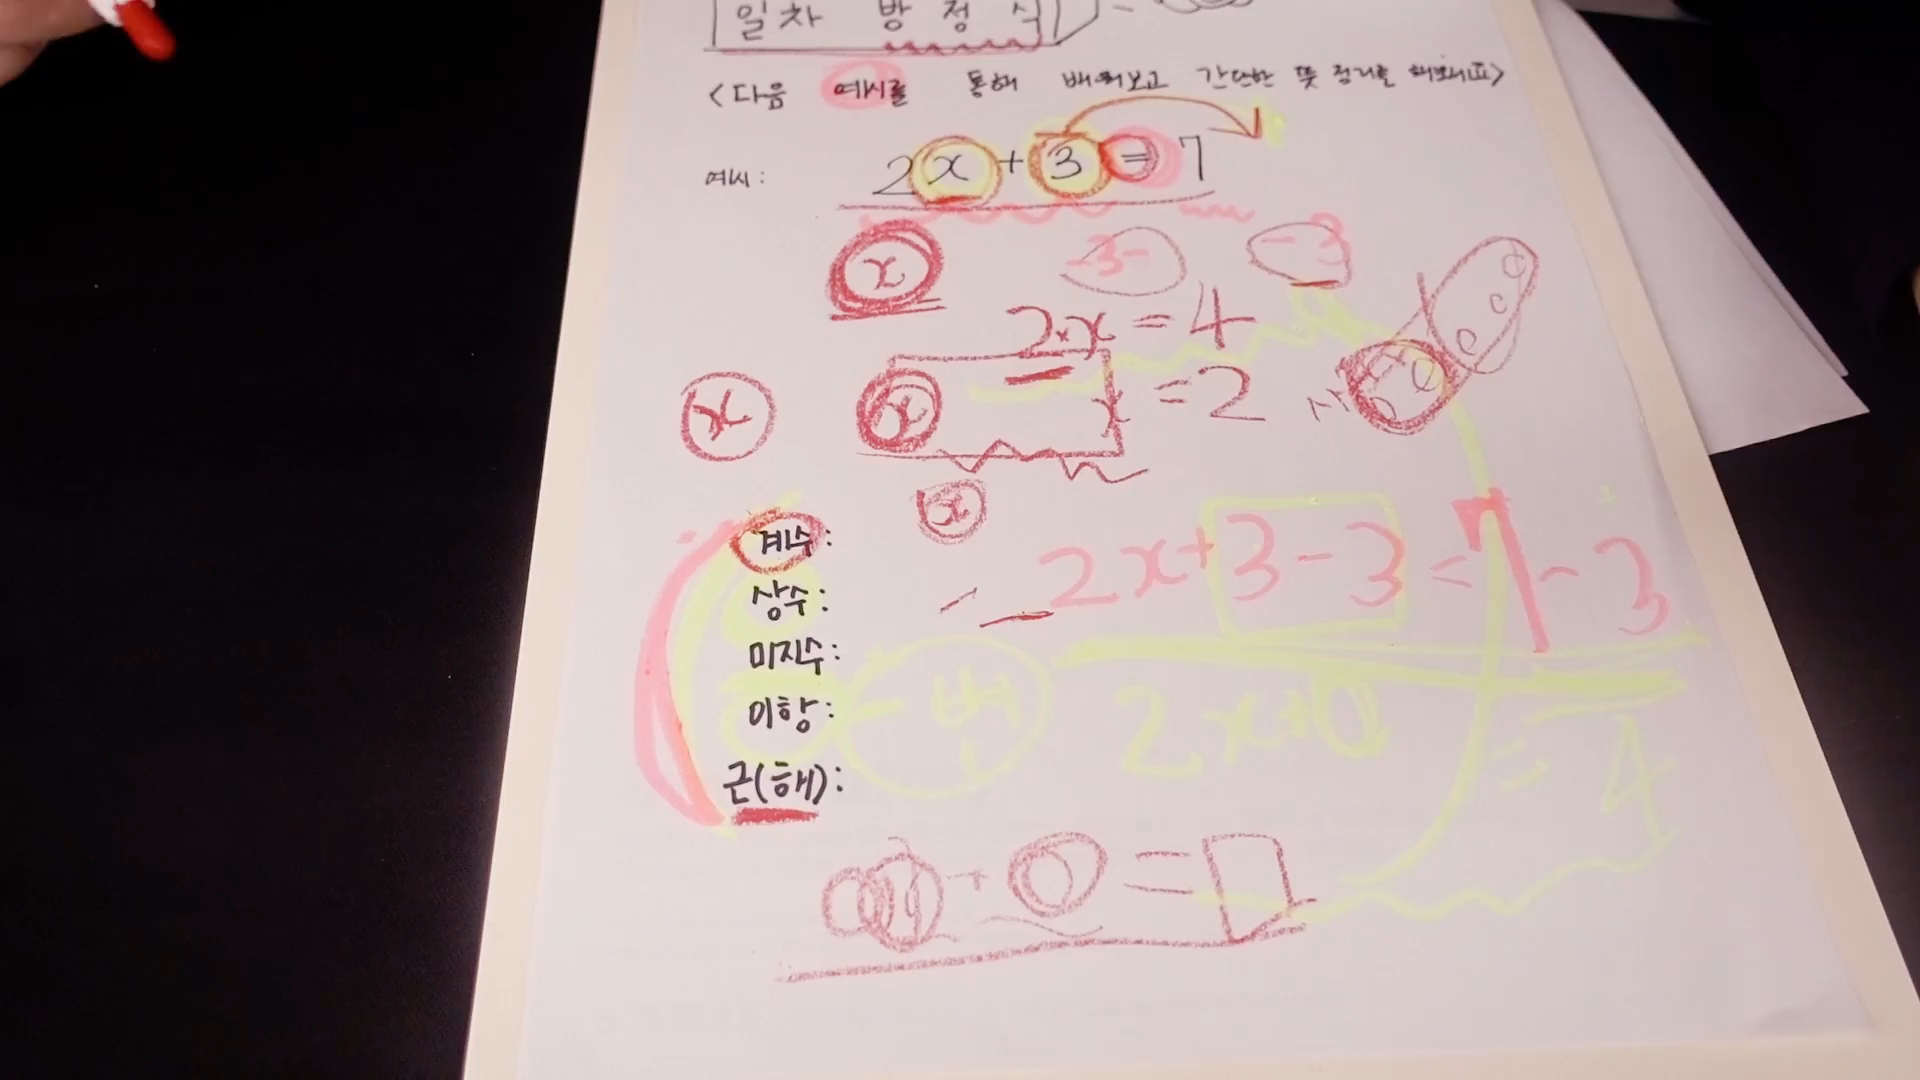 일차 방정식
<다음 예시를 통해 배워보고 간단한 뜻 정리를 해보세요>
예시: 2x + 3 = 7
x -3- -3
2×x = 4
x x x = 2
x
계수:
상수:
2x+3-3=7-3
미지수:
이항: - 번
2x+0 = 4
근(해):